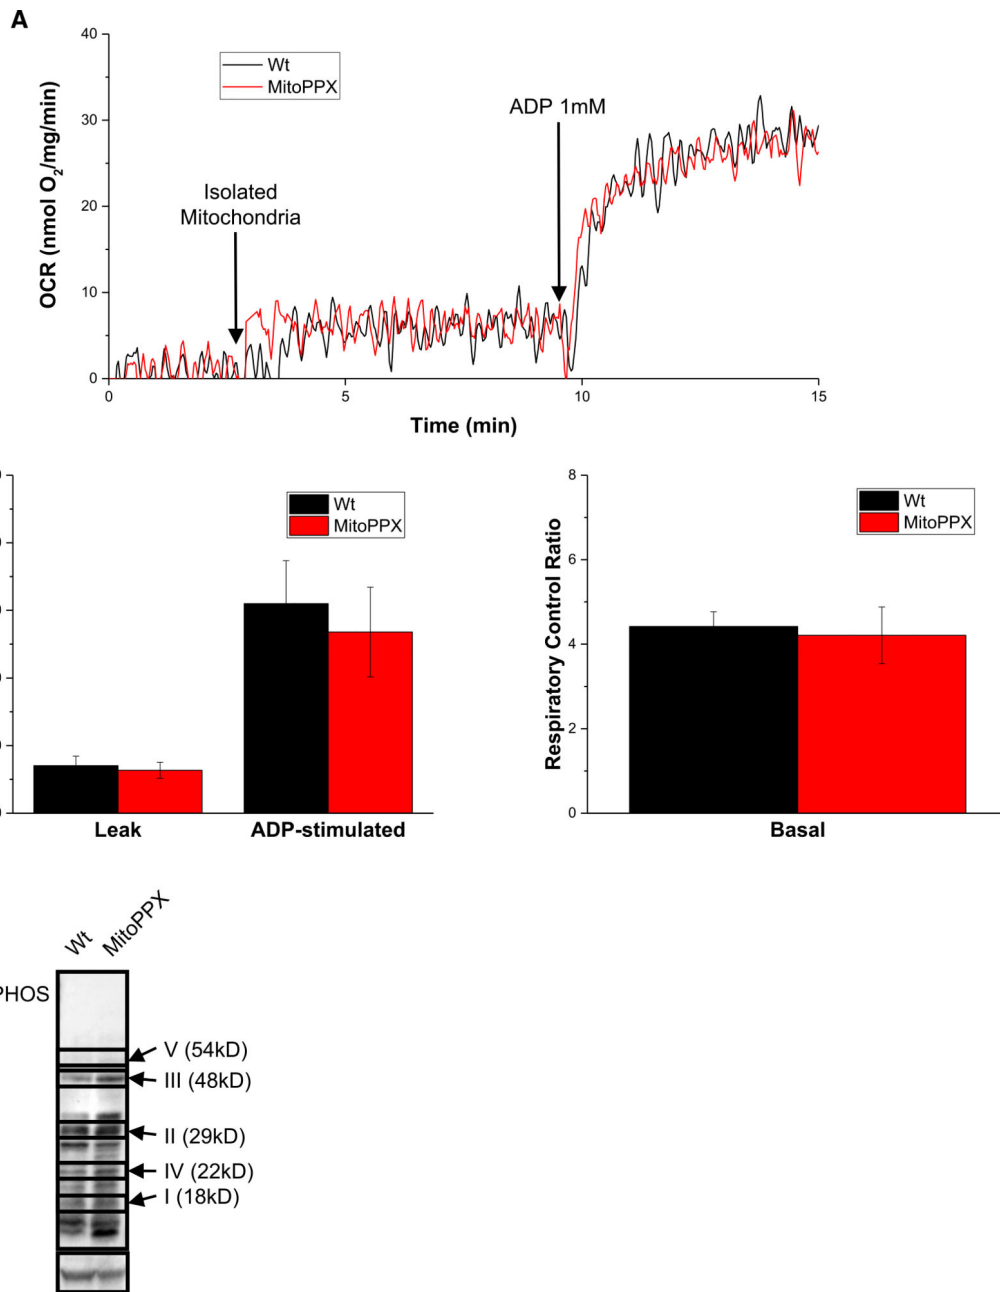 A
40
30
20
10
0
OCR (nmol O2/mg/min)
Wt
MitoPPX
Isolated
Mitochondria
ADP 1mM
0
5
10
15
Time (min)
0
0
Wt
MitoPPX
Leak
ADP-stimulated
8
6
4
2
0
Respiratory Control Ratio
Wt
MitoPPX
Basal
Wt
MitoPPX
PHOS
V (54kD)
III (48kD)
II (29kD)
IV (22kD)
I (18kD)